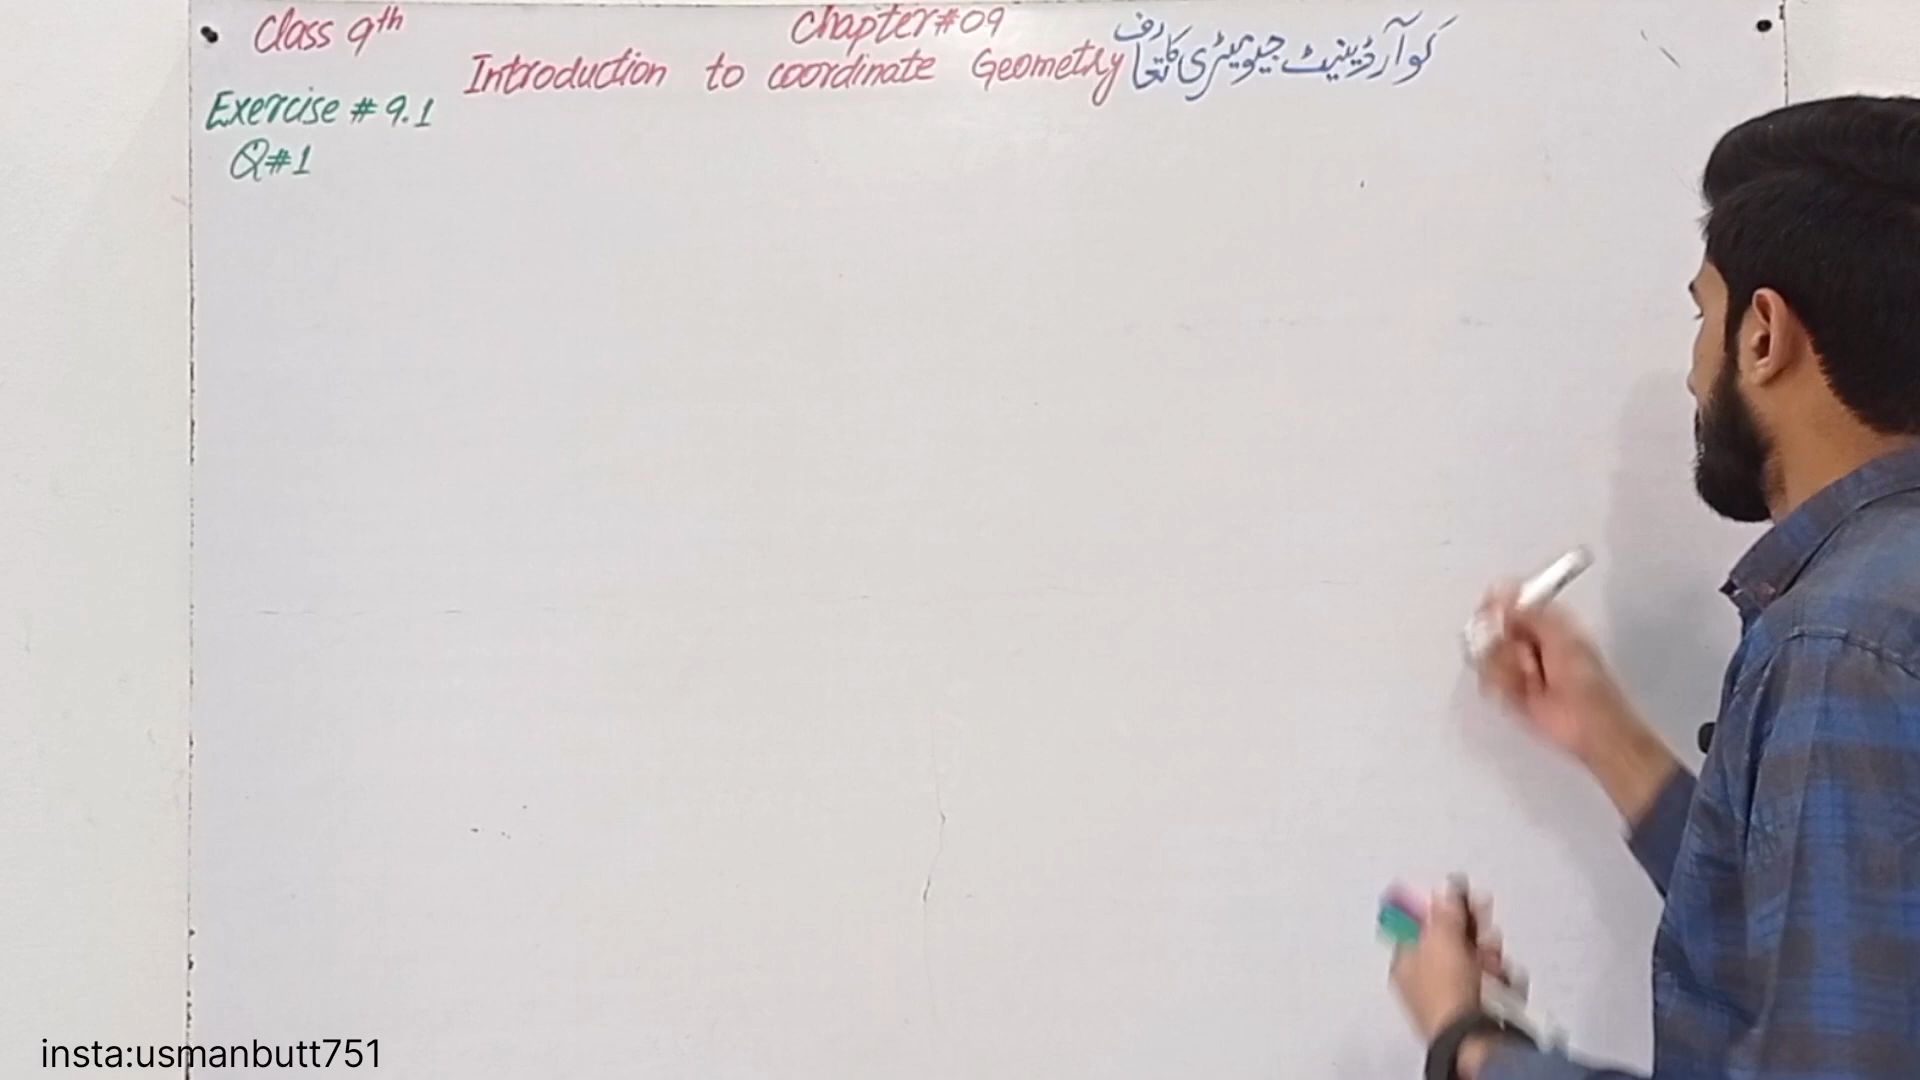 Class 9th
Chapter#09
Introduction to coordinate Geometry کوآرڈینیٹ جیومیٹری کا تعارف
Exercise # 9.1
Q#1
insta:usmanbutt751